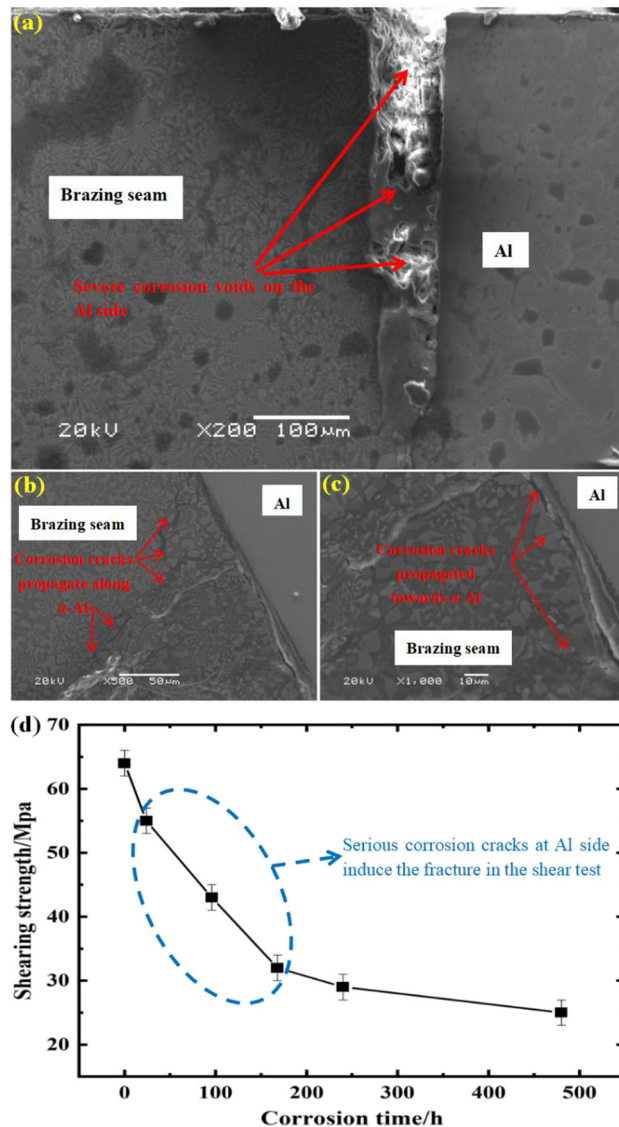 (a)
Brazing seam
Al
Severe corrosion voids on the
Al side
20kV X200 100μm
(b)
Al
Brazing seam
Corrosion cracks
propagate along
α-Al
20kV X500 50μm
(c)
Al
Corrosion cracks
propagated
towards α-Al
Brazing seam
20kV X1,000 10μm
(d)
70
60
50
40
30
20
Shearing strength/Mpa
Serious corrosion cracks at Al side
induce the fracture in the shear test
0 100 200 300 400 500
Corrosion time/h